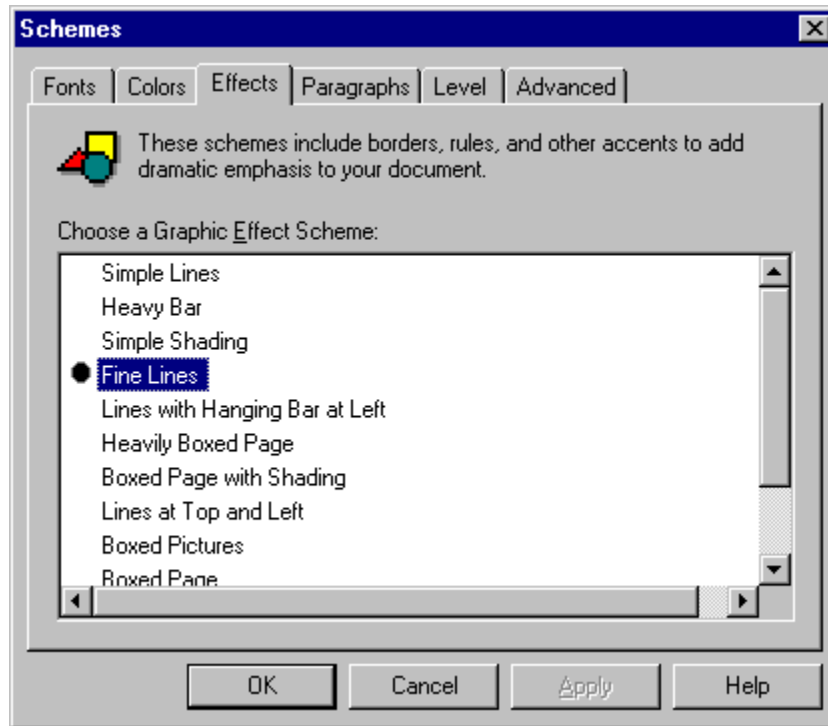 Schemes
Fonts Colors Effects Paragraphs Level Advanced
These schemes include borders, rules, and other accents to add
dramatic emphasis to your document.
Choose a Graphic Effect Scheme:
Simple Lines
Heavy Bar
Simple Shading
Fine Lines
Lines with Hanging Bar at Left
Heavily Boxed Page
Boxed Page with Shading
Lines at Top and Left
Boxed Pictures
Boxed Page
OK Cancel Apply Help